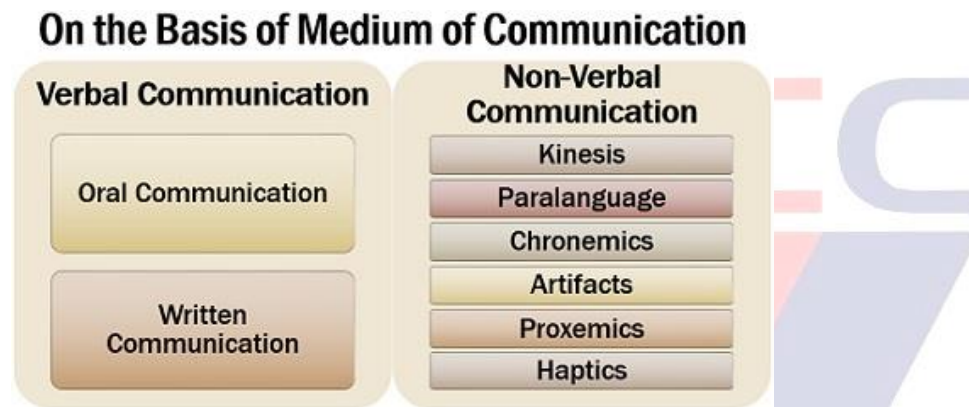 On the Basis of Medium of Communication
Verbal Communication
Oral Communication
Written
Communication
Non-Verbal
Communication
Kinesis
Paralanguage
Chronemics
Artifacts
Proxemics
Haptics